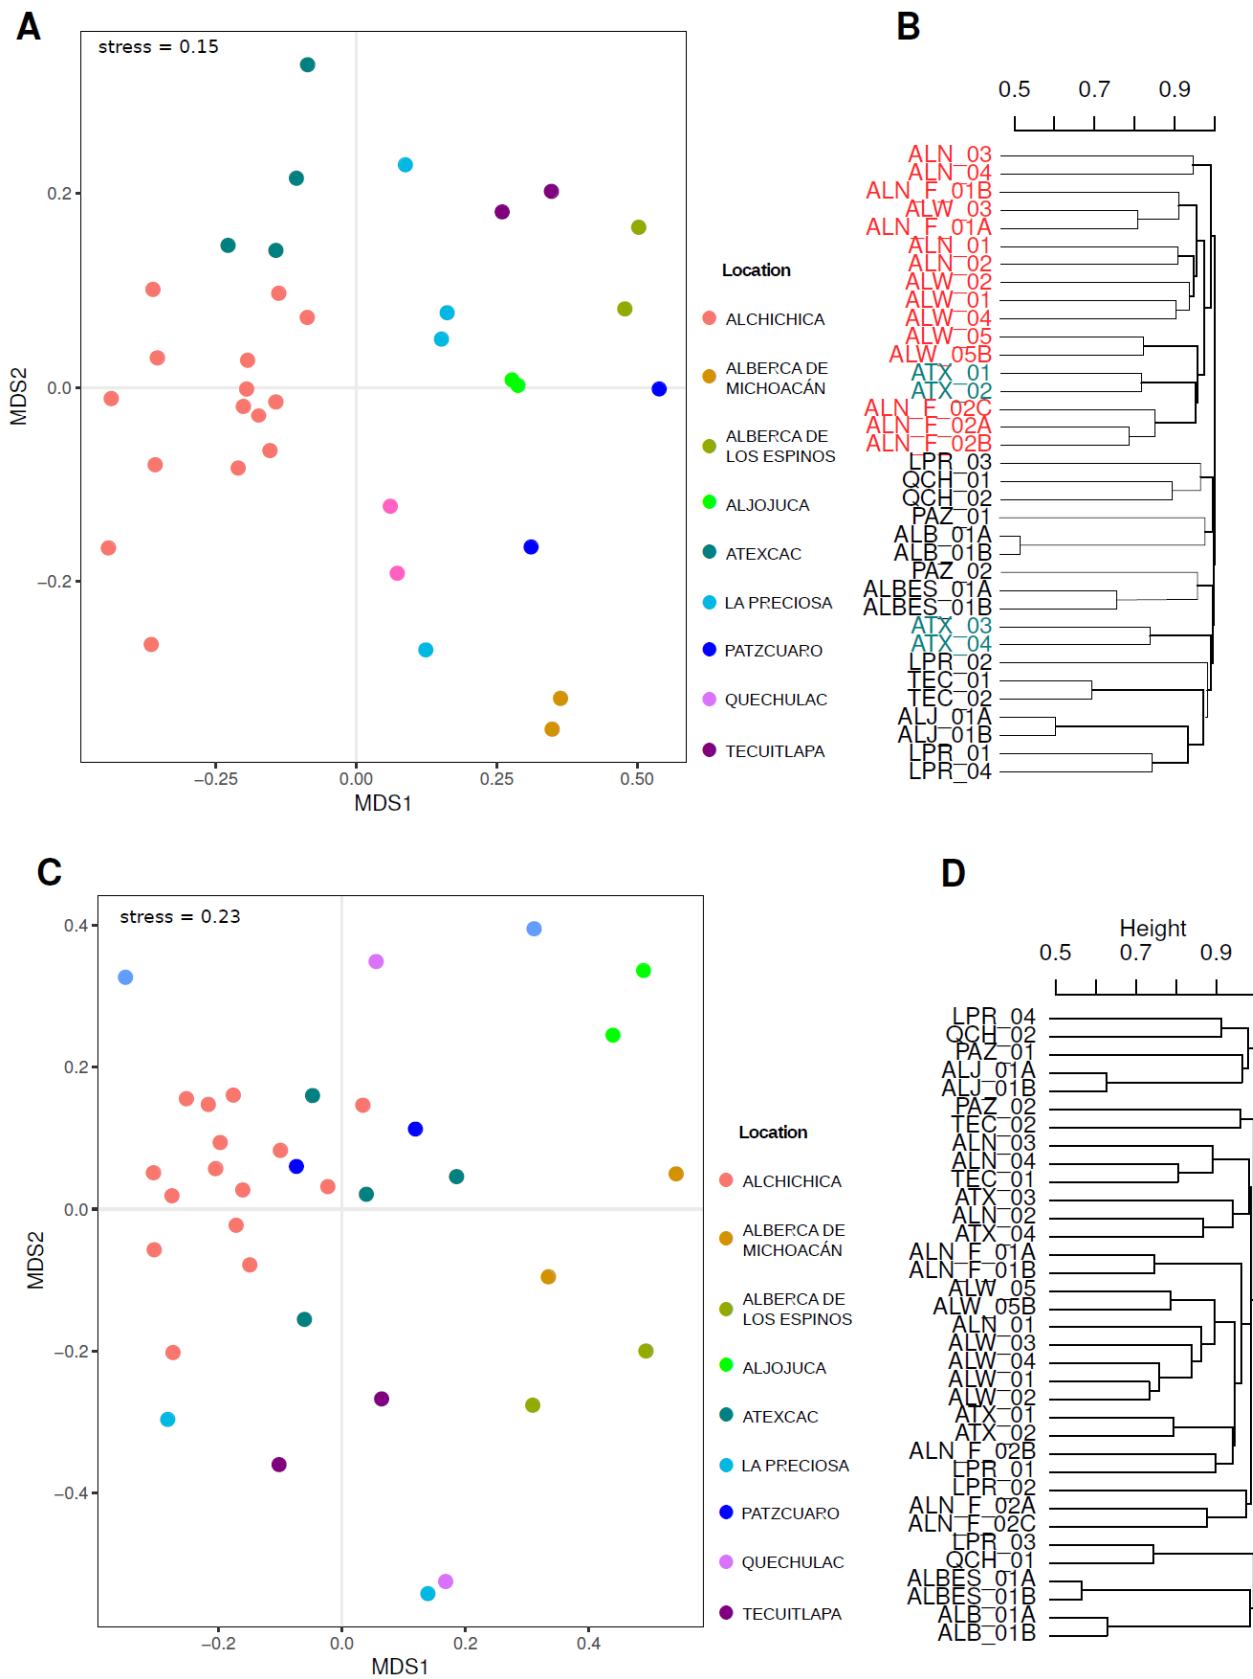 A
stress = 0.15
0.2
0.0
−0.2
MDS2
−0.25
0.00
0.25
0.50
MDS1
Location
ALCHICHICA
ALBERCA DE
MICHOACÁN
ALBERCA DE
LOS ESPINOS
ALJOJUCA
ATEXCAC
LA PRECIOSA
PATZCUARO
QUECHULAC
TECUITLAPA
B
0.5 0.7 0.9
ALN_03
ALN_04
ALN_F_01B
ALW_03
ALN_F_01A
ALN_01
ALN_02
ALW_02
ALW_01
ALW_04
ALW_05
ALW_05B
ATX_01
ATX_02
ALN_F_02C
ALN_F_02A
ALN_F_02B
LPR_03
QCH_01
QCH_02
PAZ_01
ALB_01A
ALB_01B
PAZ_02
ALBES_01A
ALBES_01B
ATX_03
ATX_04
LPR_02
TEC_01
TEC_02
ALJ_01A
ALJ_01B
LPR_01
LPR_04
C
stress = 0.23
0.4
0.2
0.0
−0.2
−0.4
MDS2
−0.2
0.0
0.2
0.4
MDS1
Location
ALCHICHICA
ALBERCA DE
MICHOACÁN
ALBERCA DE
LOS ESPINOS
ALJOJUCA
ATEXCAC
LA PRECIOSA
PATZCUARO
QUECHULAC
TECUITLAPA
D
Height
0.5 0.7 0.9
LPR_04
QCH_02
PAZ_01
ALJ_01A
ALJ_01B
PAZ_02
TEC_02
ALN_03
ALN_04
TEC_01
ATX_03
ALN_02
ATX_04
ALN_F_01A
ALN_F_01B
ALW_05
ALW_05B
ALN_01
ALW_03
ALW_04
ALW_01
ALW_02
ATX_01
ATX_02
ALN_F_02B
LPR_01
LPR_02
ALN_F_02A
ALN_F_02C
LPR_03
QCH_01
ALBES_01A
ALBES_01B
ALB_01A
ALB_01B